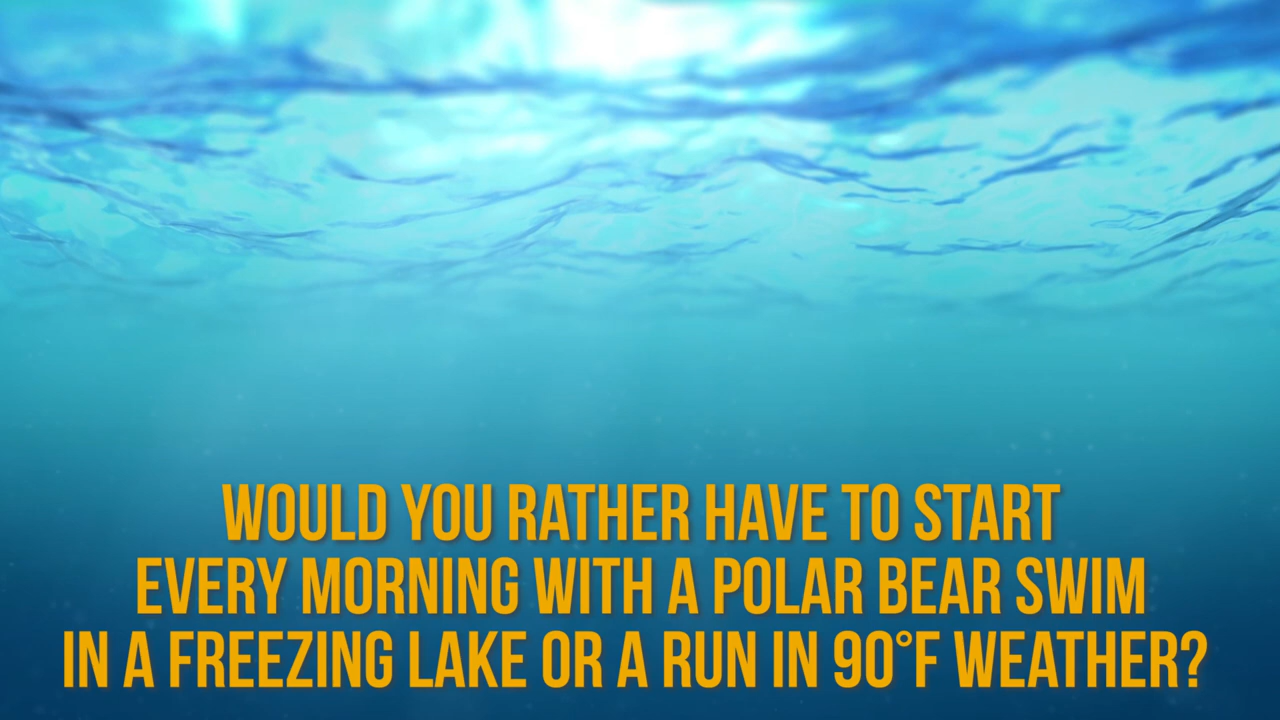 WOULD YOU RATHER HAVE TO START
EVERY MORNING WITH A POLAR BEAR SWIM
IN A FREEZING LAKE OR A RUN IN 90°F WEATHER?